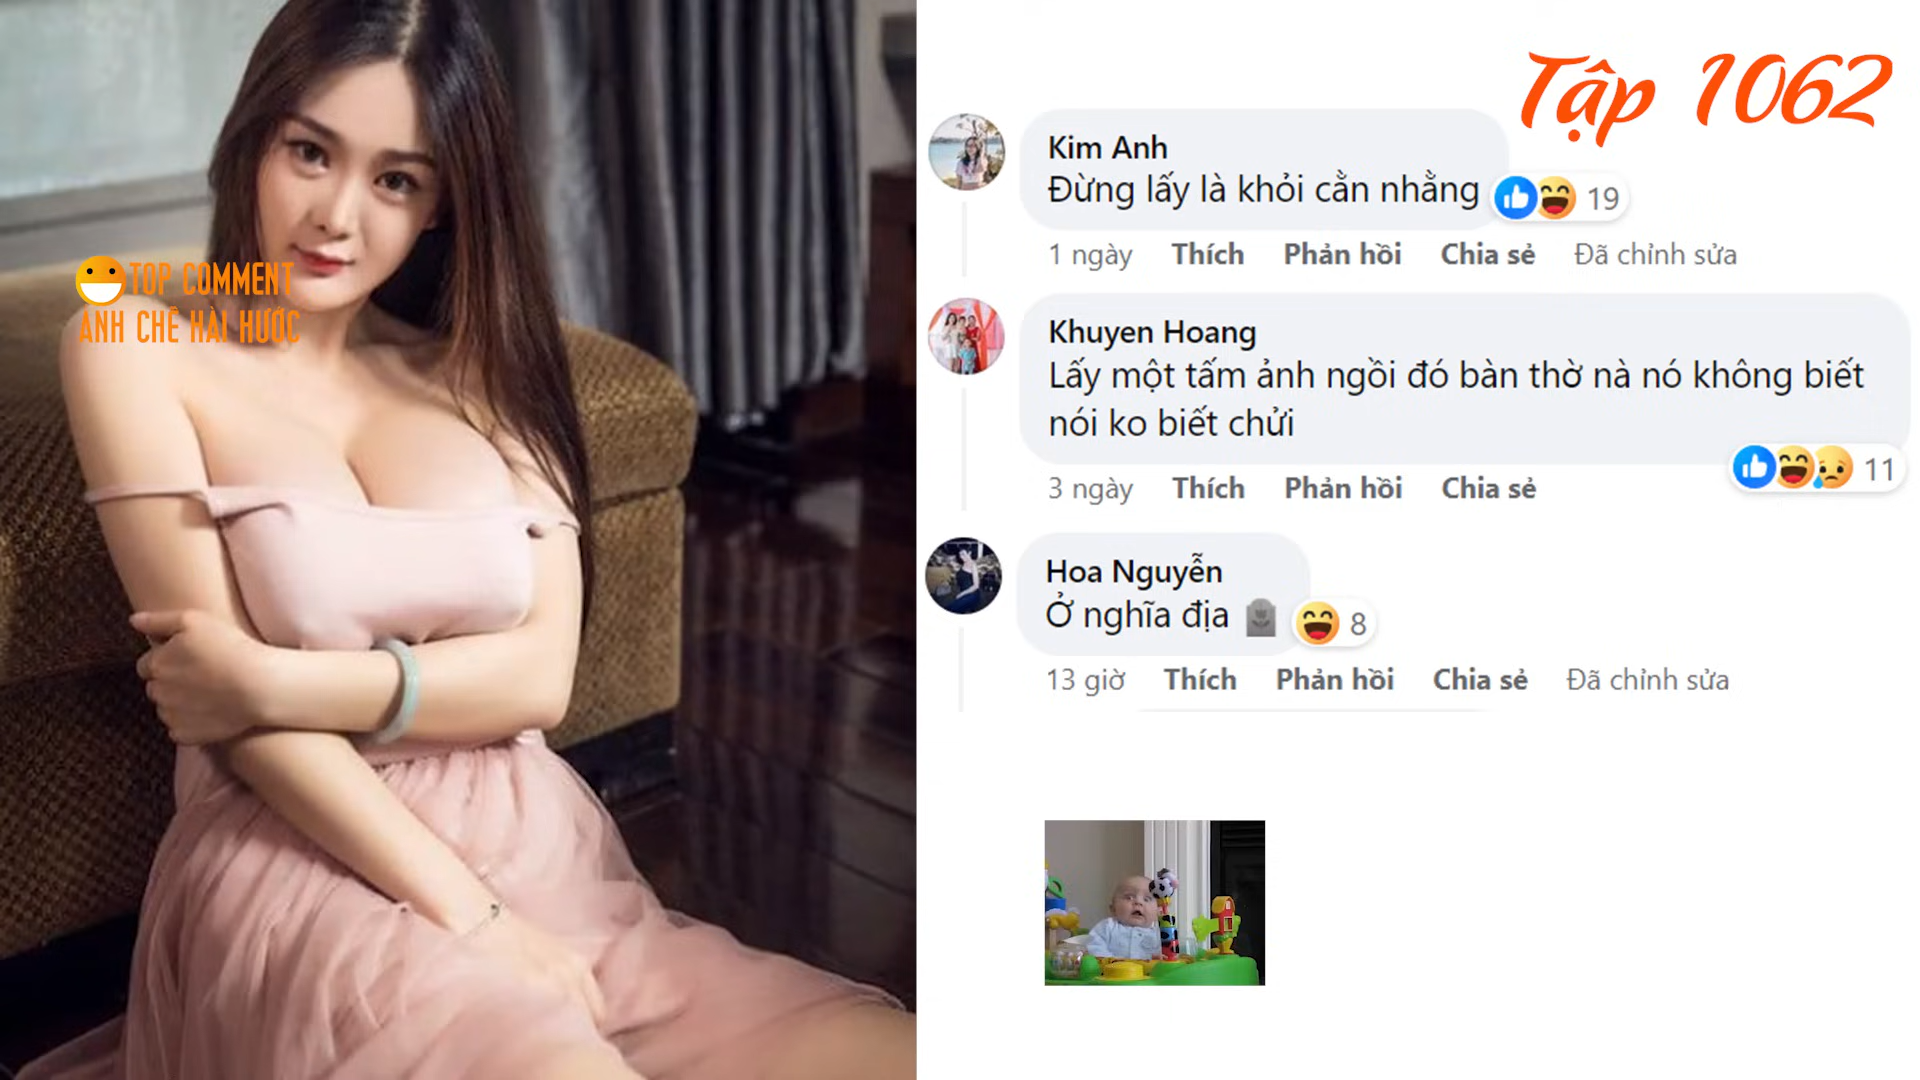 Tập 1062
TOP COMMENT
ANH CHÊ HÀI HƯỚC
Kim Anh
Đừng lấy là khỏi cằn nhằng
19
1 ngày Thích Phản hồi Chia sẻ Đã chỉnh sửa
Khuyen Hoang
Lấy một tấm ảnh ngồi đó bàn thờ nà nó không biết
nói ko biết chửi
11
3 ngày Thích Phản hồi Chia sẻ
Hoa Nguyễn
Ở nghĩa địa
8
13 giờ Thích Phản hồi Chia sẻ Đã chỉnh sửa